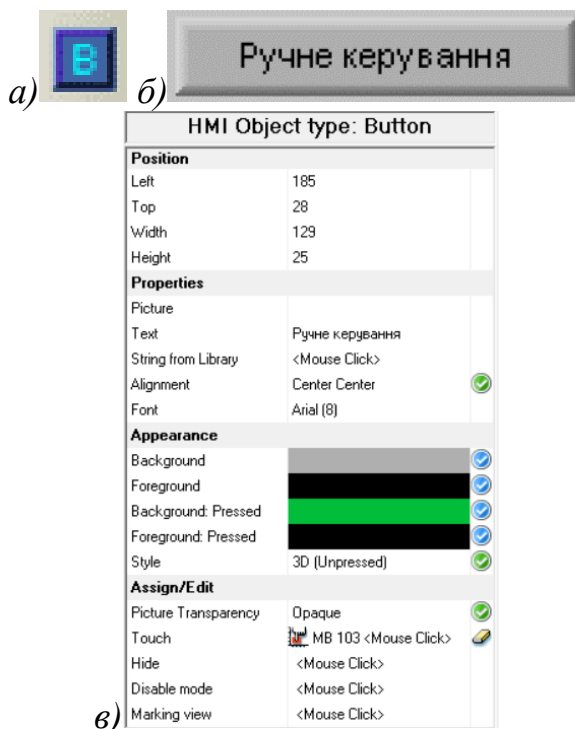 а) B б) Ручне керування
HMI Object type: Button
Position
Left 185
Top 28
Width 129
Height 25
Properties
Picture
Text Ручне керування
String from Library <Mouse Click>
Alignment Center Center
Font Arial (8)
Appearance
Background
Foreground
Background: Pressed
Foreground: Pressed
Style 3D (Unpressed)
Assign/Edit
Picture Transparency Opaque
Touch MB 103 <Mouse Click>
Hide <Mouse Click>
Disable mode <Mouse Click>
в) Marking view <Mouse Click>